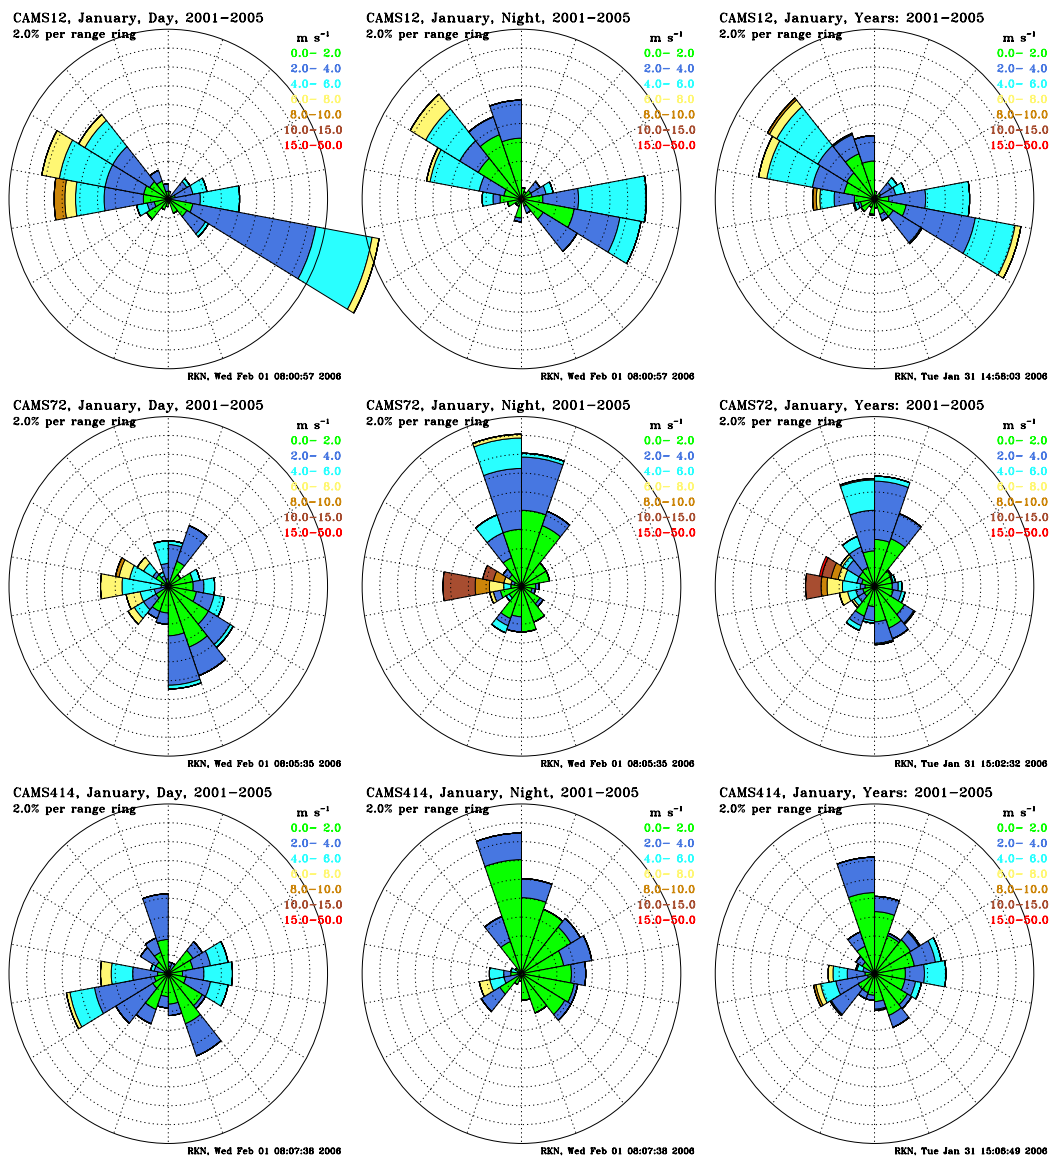 CAMS12, January, Day, 2001-2005
2.0% per range ring
m s⁻¹
0.0- 2.0
2.0- 4.0
4.0- 6.0
6.0- 8.0
8.0-10.0
10.0-15.0
15.0-50.0
RKN, Wed Feb 01 08:00:57 2006
CAMS12, January, Night, 2001-2005
2.0% per range ring
m s⁻¹
0.0- 2.0
2.0- 4.0
4.0- 6.0
6.0- 8.0
8.0-10.0
10.0-15.0
15.0-50.0
RKN, Wed Feb 01 08:00:57 2006
CAMS12, January, Years: 2001-2005
2.0% per range ring
m s⁻¹
0.0- 2.0
2.0- 4.0
4.0- 6.0
6.0- 8.0
8.0-10.0
10.0-15.0
15.0-50.0
RKN, Tue Jan 31 14:58:03 2006
CAMS72, January, Day, 2001-2005
2.0% per range ring
m s⁻¹
0.0- 2.0
2.0- 4.0
4.0- 6.0
6.0- 8.0
8.0-10.0
10.0-15.0
15.0-50.0
RKN, Wed Feb 01 08:05:35 2006
CAMS72, January, Night, 2001-2005
2.0% per range ring
m s⁻¹
0.0- 2.0
2.0- 4.0
4.0- 6.0
6.0- 8.0
8.0-10.0
10.0-15.0
15.0-50.0
RKN, Wed Feb 01 08:05:35 2006
CAMS72, January, Years: 2001-2005
2.0% per range ring
m s⁻¹
0.0- 2.0
2.0- 4.0
4.0- 6.0
6.0- 8.0
8.0-10.0
10.0-15.0
15.0-50.0
RKN, Tue Jan 31 15:02:32 2006
CAMS414, January, Day, 2001-2005
2.0% per range ring
m s⁻¹
0.0- 2.0
2.0- 4.0
4.0- 6.0
6.0- 8.0
8.0-10.0
10.0-15.0
15.0-50.0
RKN, Wed Feb 01 08:07:38 2006
CAMS414, January, Night, 2001-2005
2.0% per range ring
m s⁻¹
0.0- 2.0
2.0- 4.0
4.0- 6.0
6.0- 8.0
8.0-10.0
10.0-15.0
15.0-50.0
RKN, Wed Feb 01 08:07:38 2006
CAMS414, January, Years: 2001-2005
2.0% per range ring
m s⁻¹
0.0- 2.0
2.0- 4.0
4.0- 6.0
6.0- 8.0
8.0-10.0
10.0-15.0
15.0-50.0
RKN, Tue Jan 31 15:06:49 2006